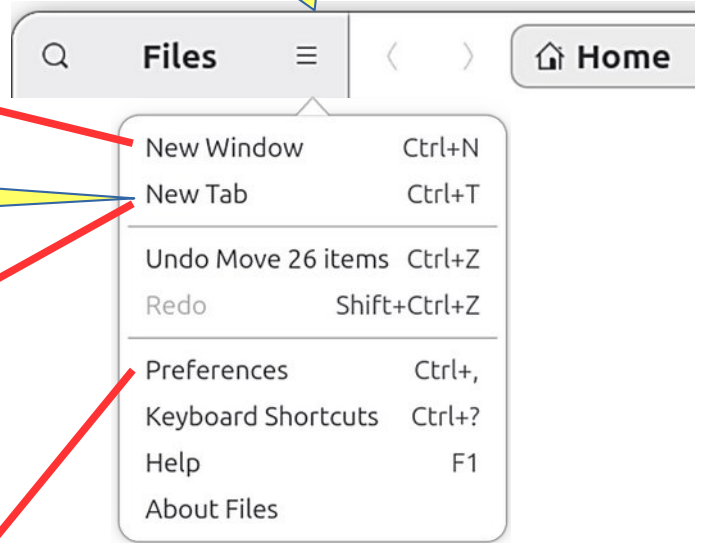 Files Home
New Window Ctrl+N
New Tab Ctrl+T
Undo Move 26 items Ctrl+Z
Redo Shift+Ctrl+Z
Preferences Ctrl+,
Keyboard Shortcuts Ctrl+?
Help F1
About Files